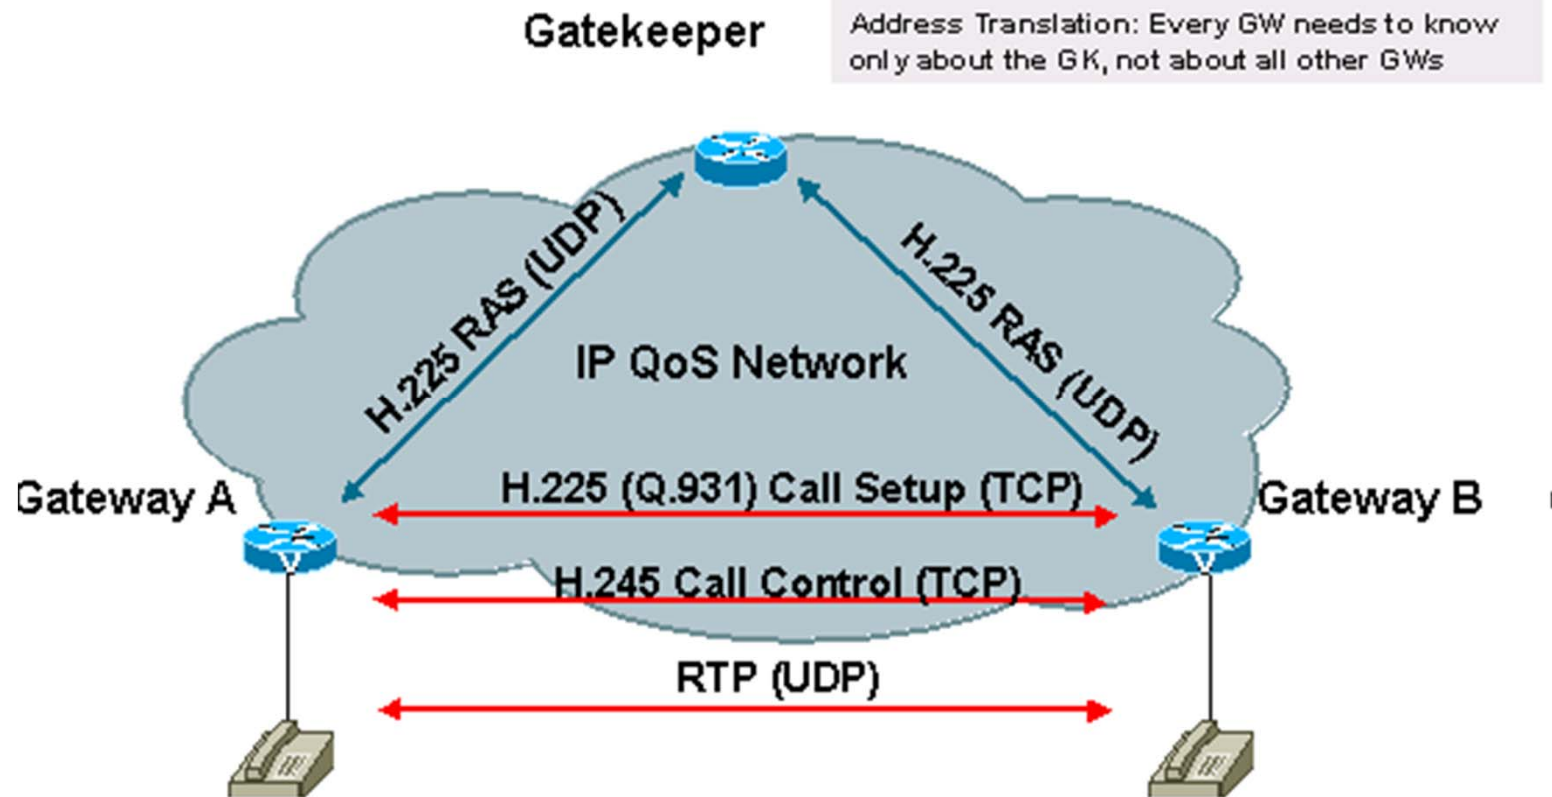 Gatekeeper
Address Translation: Every GW needs to know
only about the GK, not about all other GWs
H.225 RAS (UDP)
H.225 RAS (UDP)
IP QoS Network
H.225 (Q.931) Call Setup (TCP)
Gateway A
Gateway B
H.245 Call Control (TCP)
RTP (UDP)